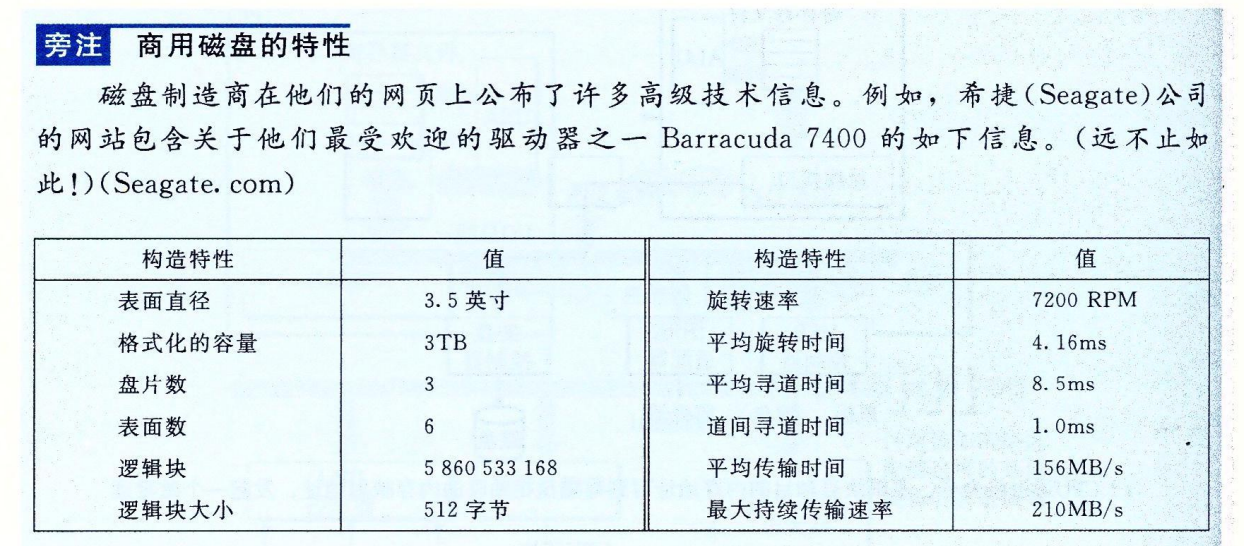 旁注 商用磁盘的特性
磁盘制造商在他们的网页上公布了许多高级技术信息。例如，希捷(Seagate)公司
的网站包含关于他们最受欢迎的驱动器之一 Barracuda 7400 的如下信息。(远不止如
此!)(Seagate.com)
构造特性 值 构造特性 值
表面直径 3.5 英寸 旋转速率 7200 RPM
格式化的容量 3TB 平均旋转时间 4.16ms
盘片数 3 平均寻道时间 8.5ms
表面数 6 道间寻道时间 1.0ms
逻辑块 5 860 533 168 平均传输时间 156MB/s
逻辑块大小 512 字节 最大持续传输速率 210MB/s